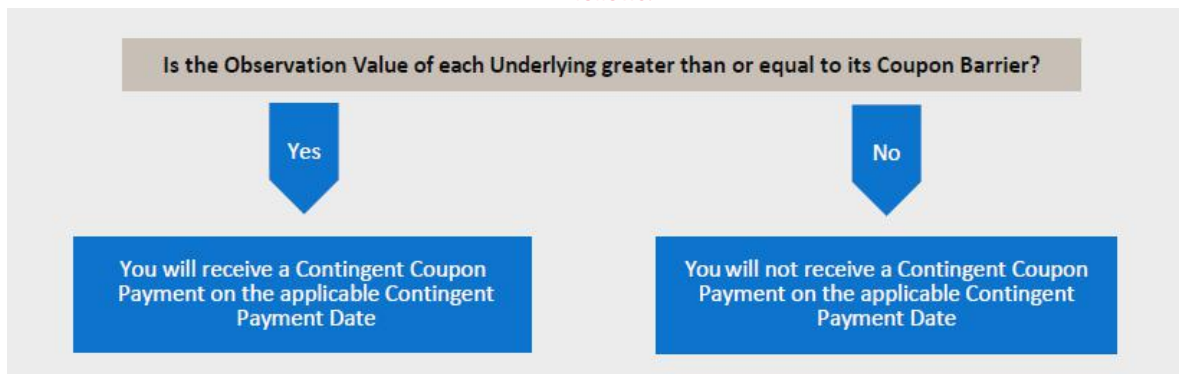 Is the Observation Value of each Underlying greater than or equal to its Coupon Barrier?
Yes
No
You will receive a Contingent Coupon
Payment on the applicable Contingent
Payment Date
You will not receive a Contingent Coupon
Payment on the applicable Contingent
Payment Date